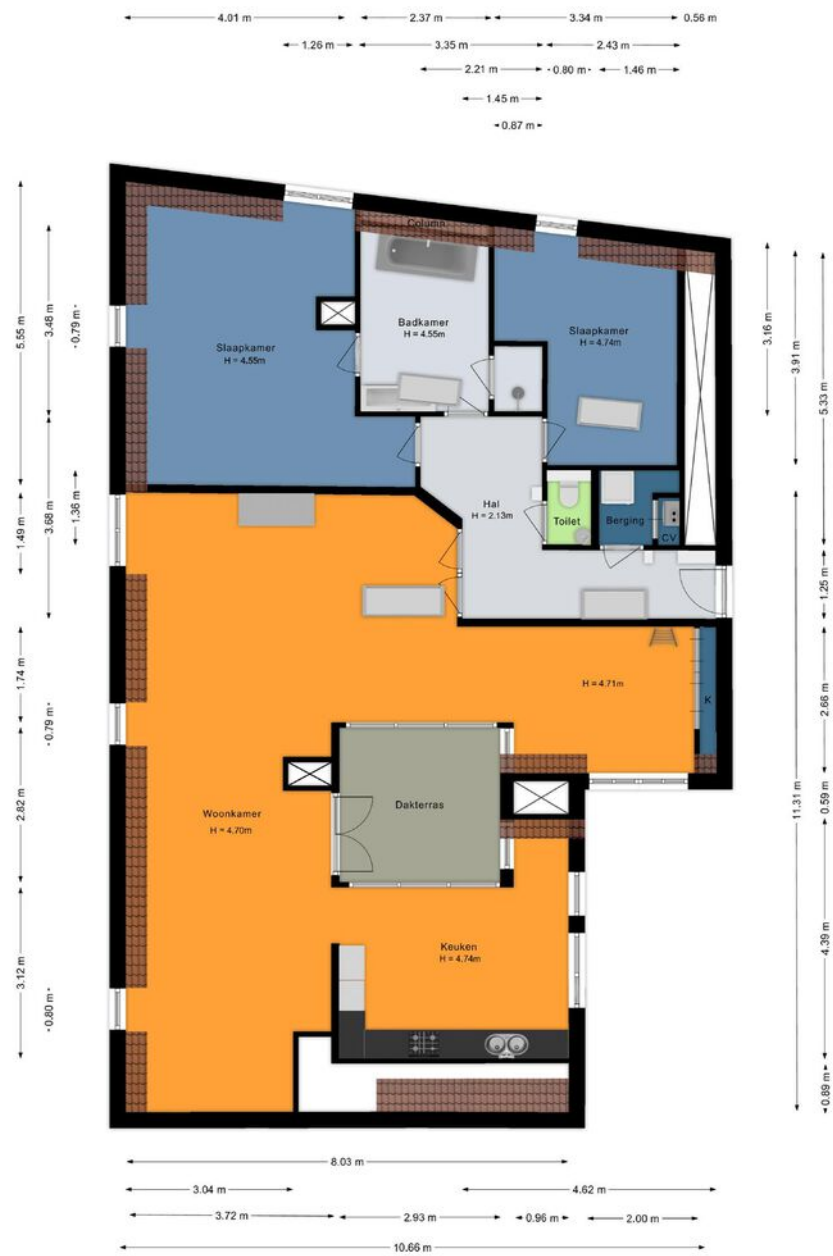 4.01 m
2.37 m
3.34 m
0.56 m
1.26 m
3.35 m
2.43 m
2.21 m
0.80 m
1.46 m
1.45 m
0.87 m
Column
Slaapkamer
H = 4.55m
Badkamer
H = 4.55m
Slaapkamer
H = 4.74m
Hal
H = 2.13m
Toilet
Berging
CV
H = 4.71m
K
Dakterras
Woonkamer
H = 4.70m
Keuken
H = 4.74m
5.55 m
3.48 m
0.79 m
3.68 m
1.49 m
1.36 m
1.74 m
0.79 m
2.82 m
3.12 m
0.80 m
3.16 m
3.91 m
5.33 m
1.25 m
2.66 m
0.59 m
11.31 m
4.39 m
0.89 m
8.03 m
3.04 m
4.62 m
3.72 m
2.93 m
0.96 m
2.00 m
10.66 m